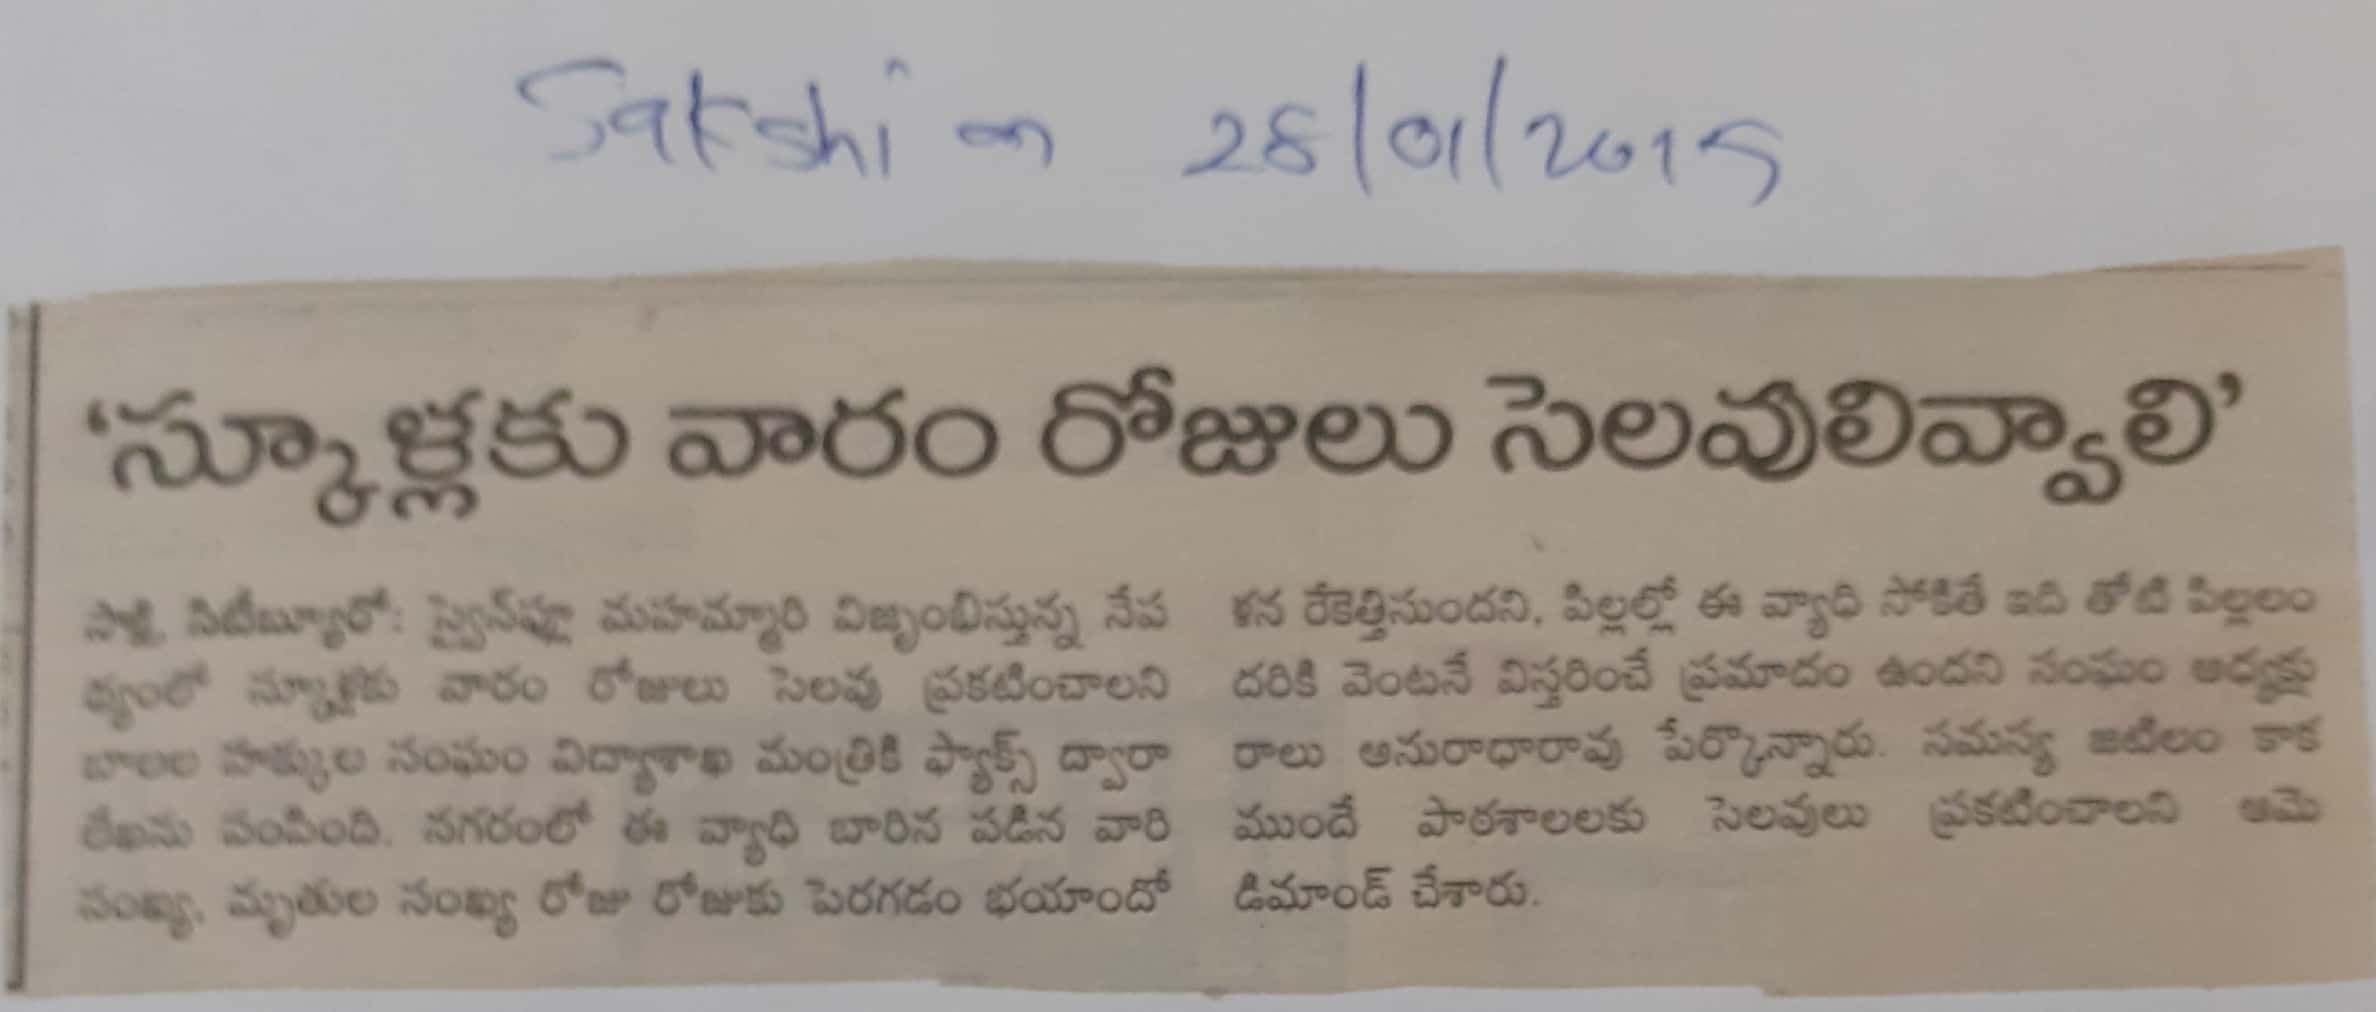 Sakshi on 28/01/2015
‘స్కూళ్లకు వారం రోజులు సెలవులివ్వాలి’
సాక్షి, సిటీబ్యూరో: స్వైన్‌ఫ్లూ మహమ్మారి విజృంభిస్తున్న నేప
థ్యంలో స్కూళ్లకు వారం రోజులు సెలవు ప్రకటించాలని
బాలల హక్కుల సంఘం విద్యాశాఖ మంత్రికి ఫ్యాక్స్ ద్వారా
లేఖను పంపింది. నగరంలో ఈ వ్యాధి బారిన పడిన వారి
సంఖ్య, మృతుల సంఖ్య రోజు రోజుకు పెరగడం భయాందో
ళన రేకెత్తిసుందని, పిల్లల్లో ఈ వ్యాధి సోకితే ఇది తోటి పిల్లలం
దరికి వెంటనే విస్తరించే ప్రమాదం ఉందని సంఘం అధ్యక్షు
రాలు అనురాధారావు పేర్కొన్నారు. సమస్య జటిలం కాక
ముందే పాఠశాలలకు సెలవులు ప్రకటించాలని ఆమె
డిమాండ్ చేశారు.